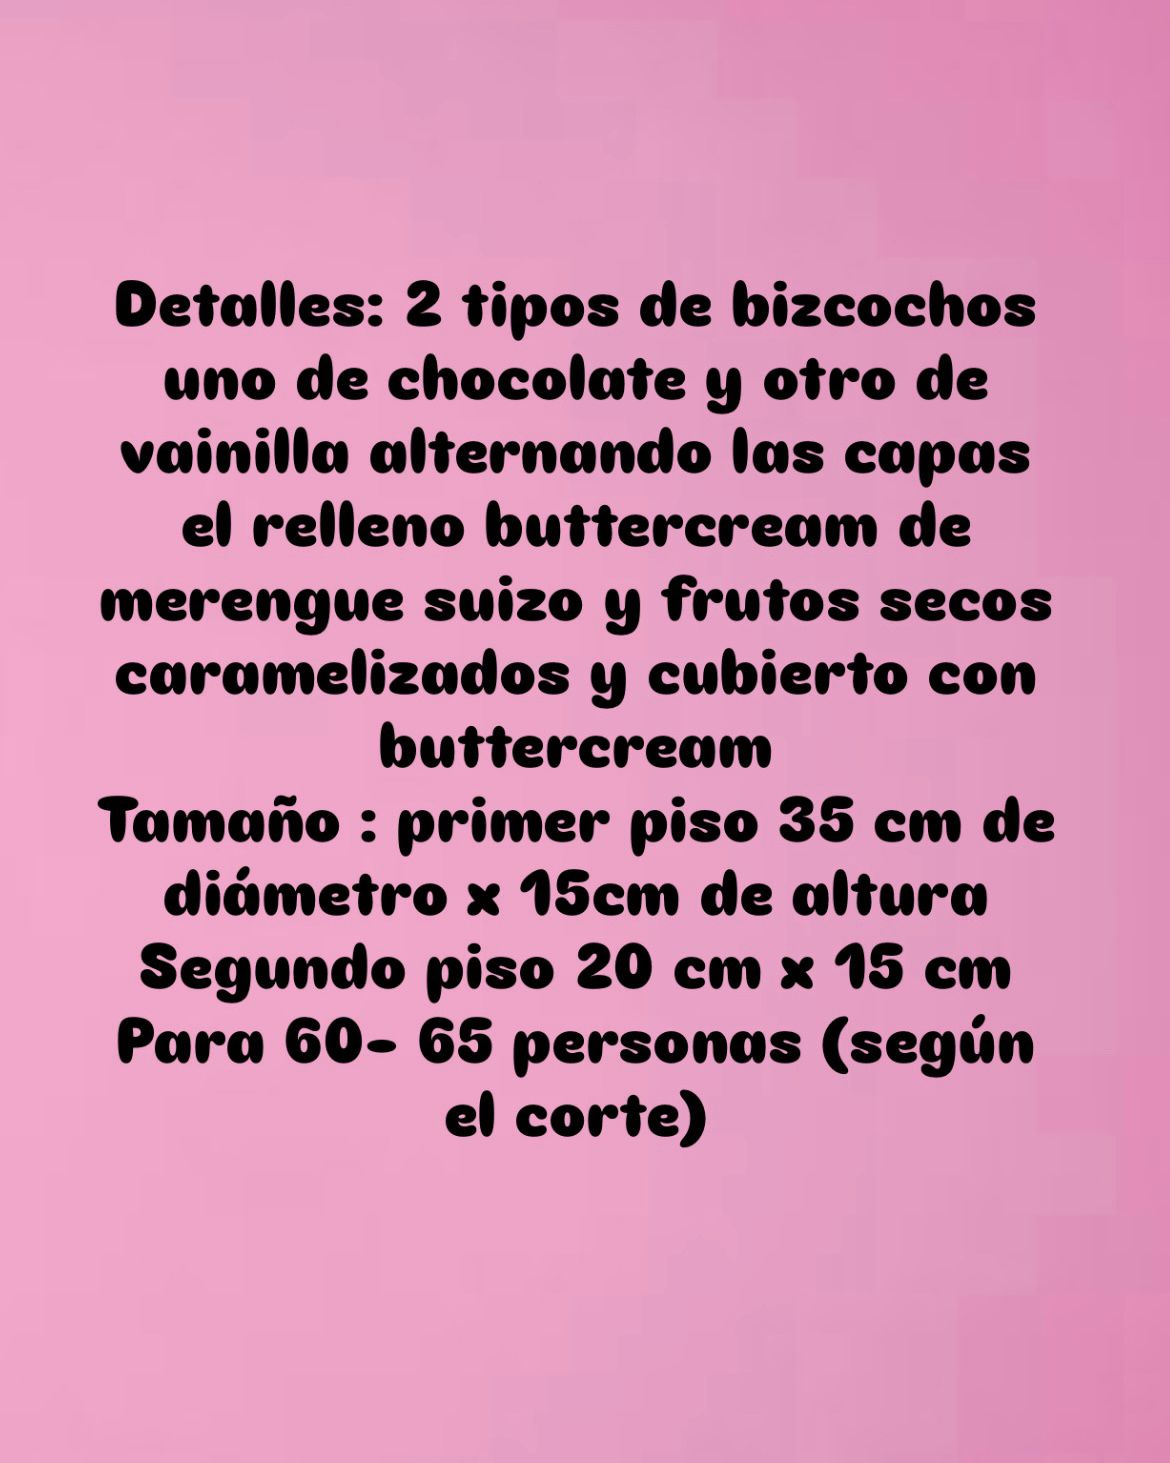 Detalles: 2 tipos de bizcochos
uno de chocolate y otro de
vainilla alternando las capas
el relleno buttercream de
merengue suizo y frutos secos
caramelizados y cubierto con
buttercream
Tamaño : primer piso 35 cm de
diámetro x 15cm de altura
Segundo piso 20 cm x 15 cm
Para 60- 65 personas (según
el corte)